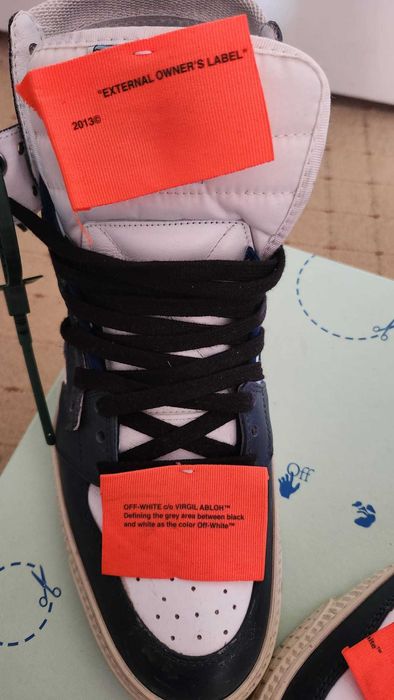 "EXTERNAL OWNER'S LABEL"
2013©
Off
OFF-WHITE c/o VIRGIL ABLOH™
Defining the grey area between black
and white as the color Off-White™